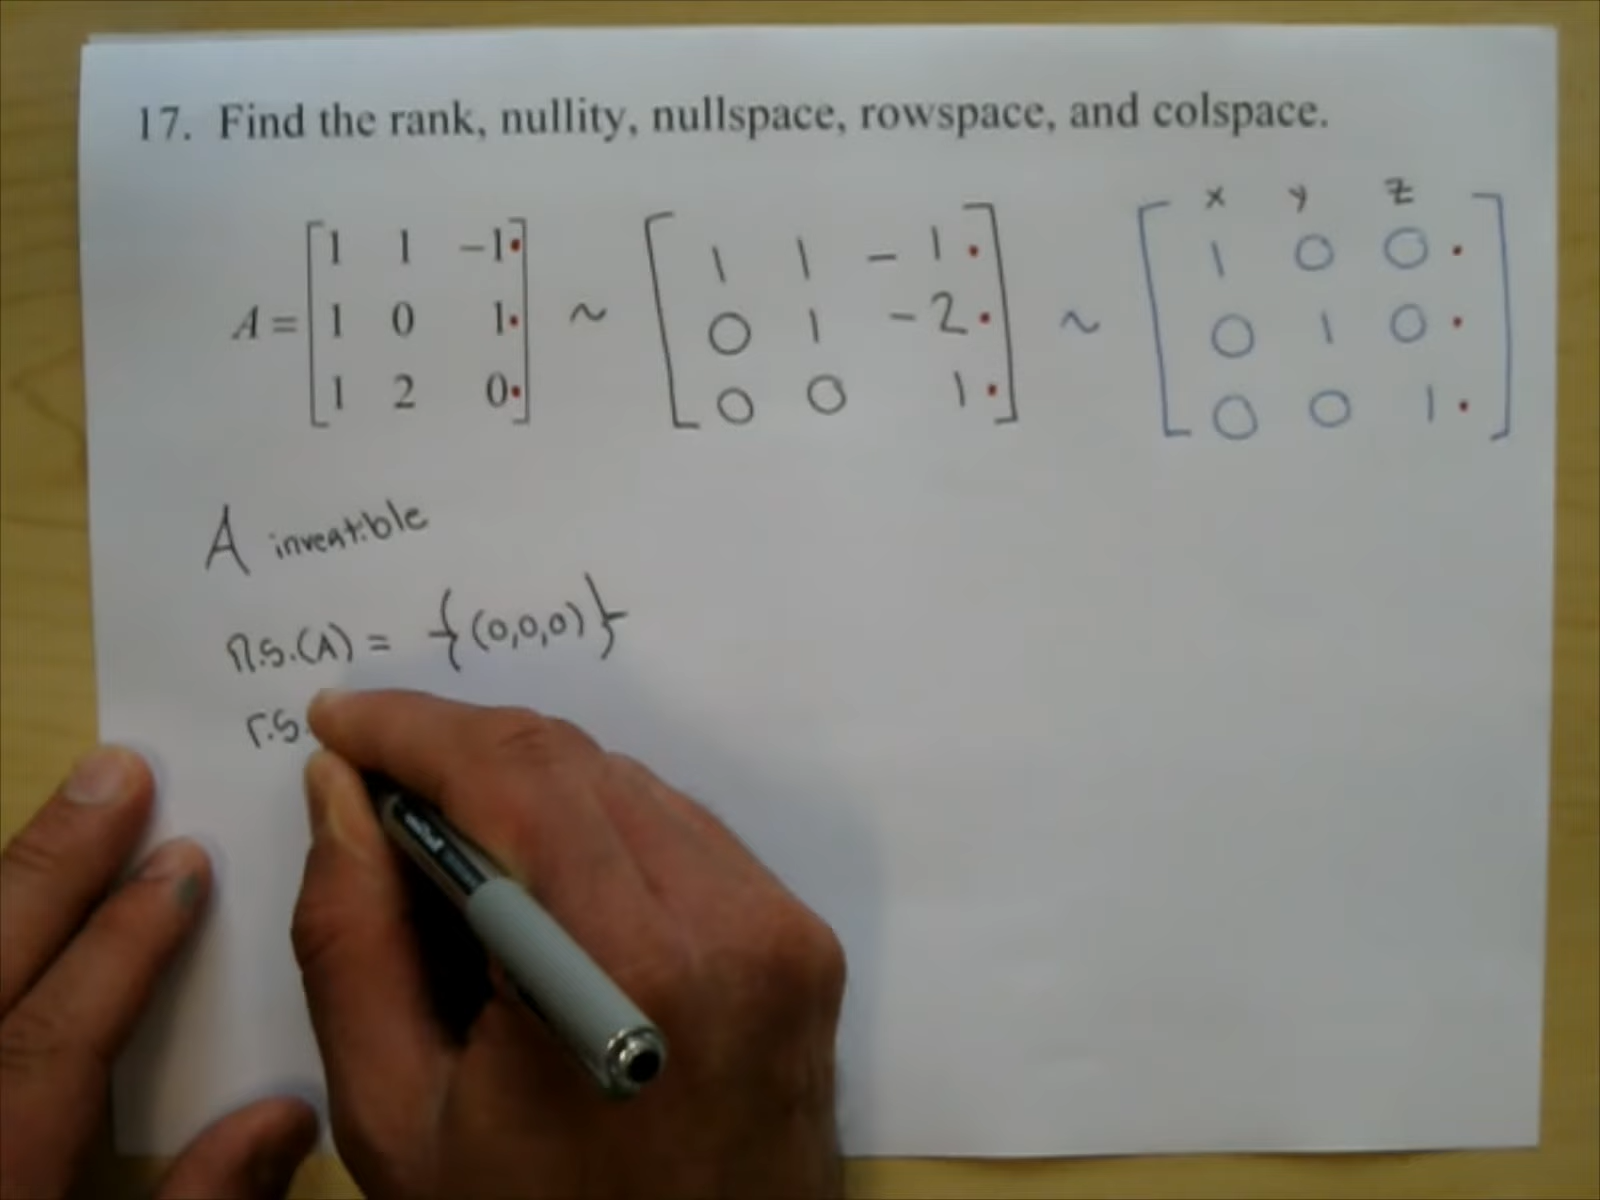 17. Find the rank, nullity, nullspace, rowspace, and colspace.
x y z
A = [1 1 -1; 1 0 1; 1 2 0] ~ [1 1 -1; 0 1 -2; 0 0 1] ~ [1 0 0; 0 1 0; 0 0 1]
A inveatible
n.s.(A) = {(0,0,0)}
r.s.